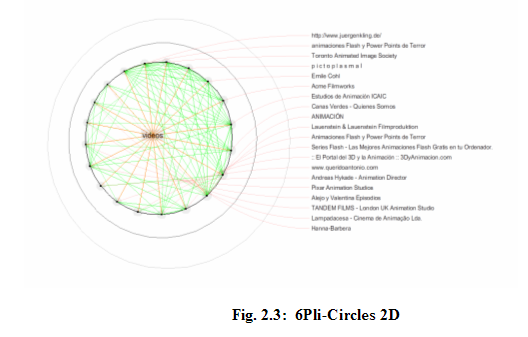 http://www.juergenkling.de/
animaciones Flash y Power Points de Terror
Toronto Animated Image Society
p i c t o p l a s m a l
Emile Cohl
Acme Filmworks
Estudios de Animación ICAIC
Canas Verdes - Quienes Somos
ANIMACIÓN
Lauenstein & Lauenstein Filmproduktion
Animaciones Flash y Power Points de Terror
Series Flash - Las Mejores Animaciones Flash Gratis en tu Ordenador.
:: El Portal del 3D y la Animación :: 3DyAnimacion.com
www.queridoantonio.com
Andreas Hykade - Animation Director
Pixar Animation Studios
Alejo y Valentina Episodios
TANDEM FILMS - London UK Animation Studio
Lampadacesa - Cinema de Animação Lda.
Hanna-Barbera
videos
Fig. 2.3: 6Pli-Circles 2D